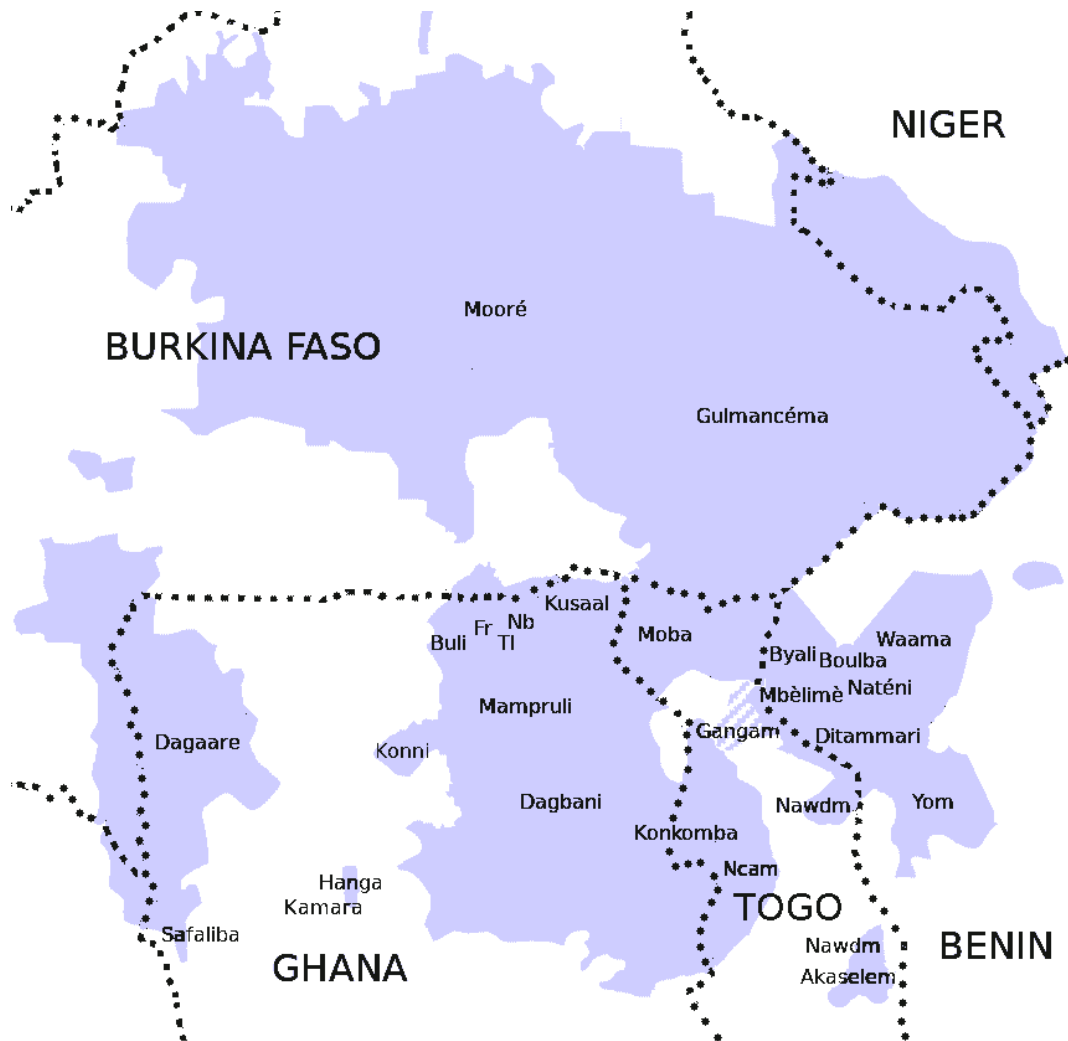 NIGER
Mooré
BURKINA FASO
Gulmancéma
Kusaal
Nb
Fr
Moba
Buli
Tl
Waama
Byali
Boulba
Naténi
Mbèlimè
Mampruli
Gangam
Ditammari
Dagaare
Konni
Dagbani
Nawdm
Yom
Konkomba
Ncam
Hanga
Kamara
TOGO
Safaliba
Nawdm
BENIN
GHANA
Akaselem